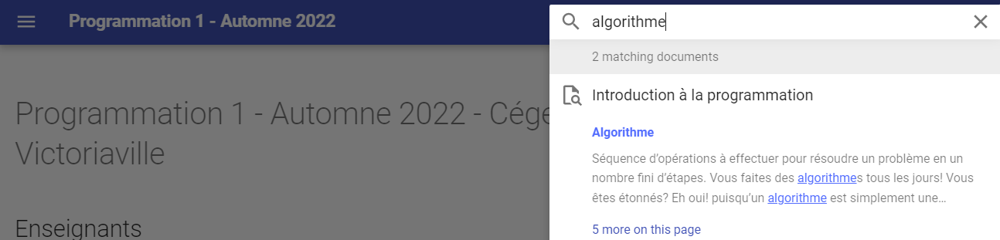 Programmation 1 - Automne 2022
algorithme
2 matching documents
Introduction à la programmation
Algorithme
Séquence d'opérations à effectuer pour résoudre un problème en un
nombre fini d'étapes. Vous faites des algorithmes tous les jours! Vous
êtes étonnés? Eh oui! puisqu'un algorithme est simplement une…
5 more on this page
Programmation 1 - Automne 2022 - Cége
Victoriaville
Enseignants